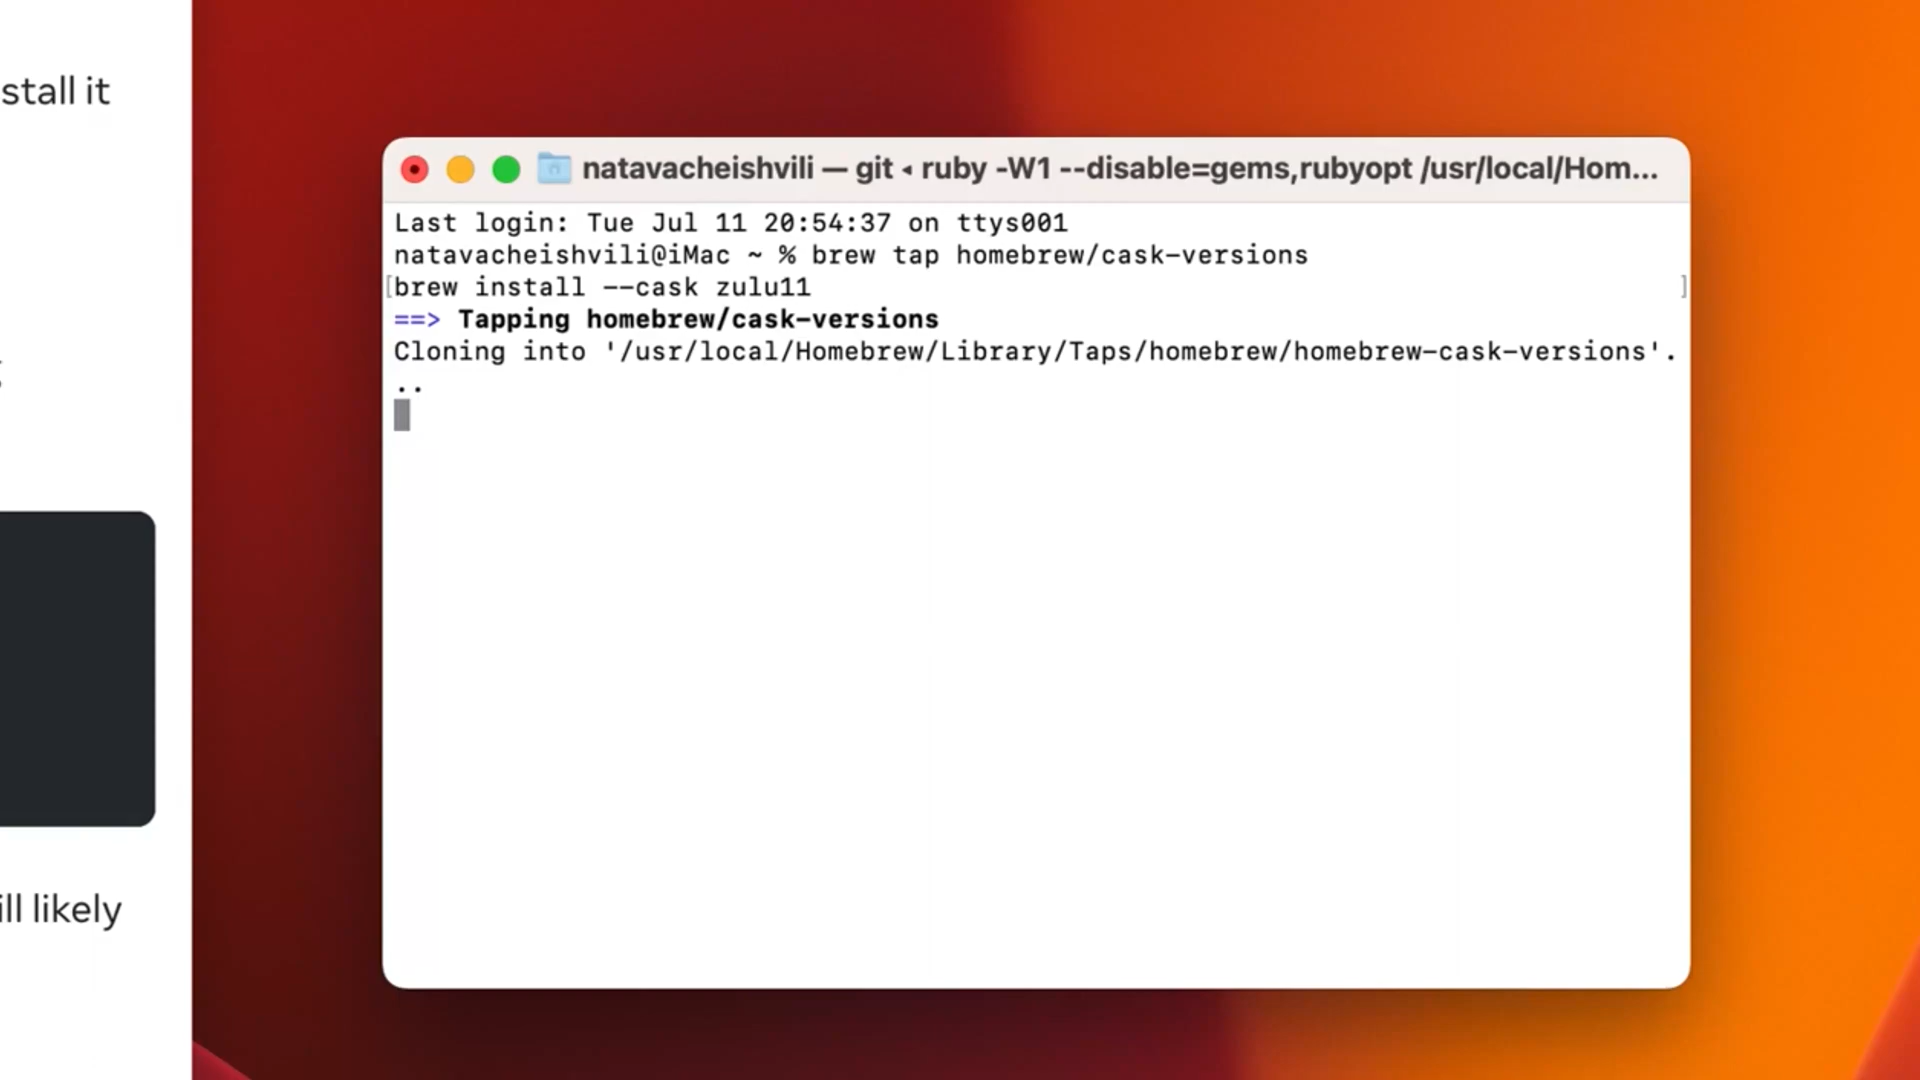 stall it
ill likely
natavacheishvili — git ◂ ruby -W1 --disable=gems,rubyopt /usr/local/Hom...
Last login: Tue Jul 11 20:54:37 on ttys001
natavacheishvili@iMac ~ % brew tap homebrew/cask-versions
[brew install --cask zulu11 ]
==> Tapping homebrew/cask-versions
Cloning into '/usr/local/Homebrew/Library/Taps/homebrew/homebrew-cask-versions'.
..